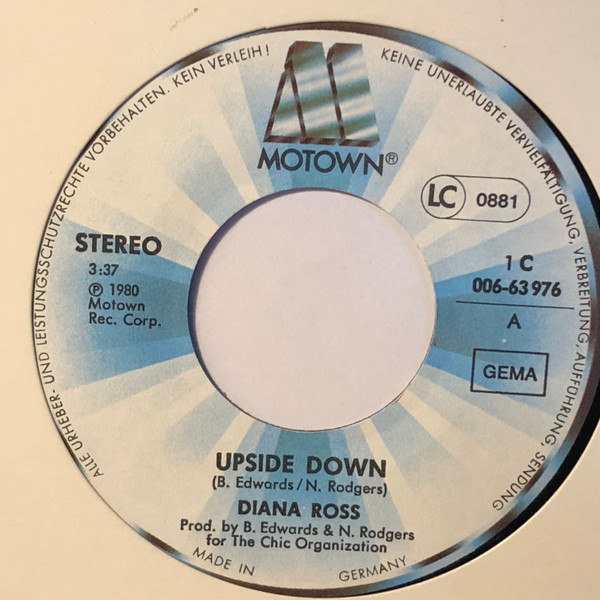 ALLE URHEBER- UND LEISTUNGSSCHUTZRECHTE VORBEHALTEN. KEIN VERLEIH! KEINE UNERLAUBTE VERVIELFÄLTIGUNG, VERBREITUNG, AUFFÜHRUNG, SENDUNG
MOTOWN®
LC 0881
STEREO
3:37
Ⓟ 1980
Motown
Rec. Corp.
1 C
006-63 976
A
GEMA
UPSIDE DOWN
(B. Edwards/N. Rodgers)
DIANA ROSS
Prod. by B. Edwards & N. Rodgers
for The Chic Organization
MADE IN GERMANY